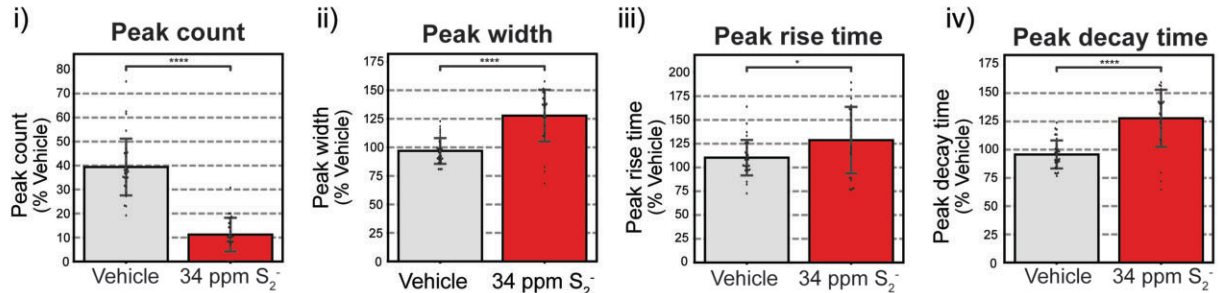 i)
Peak count
Peak count
(% Vehicle)
80
70
60
50
40
30
20
10
0
****
Vehicle
34 ppm S₂⁻
ii)
Peak width
Peak width
(% Vehicle)
175
150
125
100
75
50
25
0
****
Vehicle
34 ppm S₂⁻
iii)
Peak rise time
Peak rise time
(% Vehicle)
200
175
150
125
100
75
50
25
0
*
Vehicle
34 ppm S₂⁻
iv)
Peak decay time
Peak decay time
(% Vehicle)
175
150
125
100
75
50
25
0
****
Vehicle
34 ppm S₂⁻